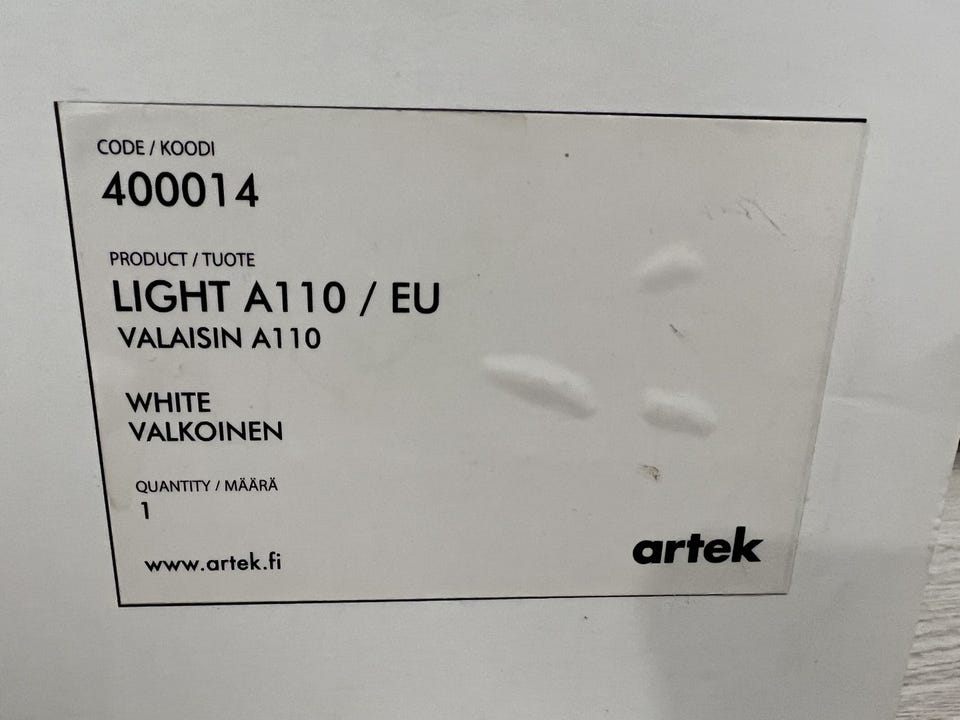 CODE / KOODI
400014
PRODUCT / TUOTE
LIGHT A110 / EU
VALAISIN A110
WHITE
VALKOINEN
QUANTITY / MÄÄRÄ
1
www.artek.fi
artek